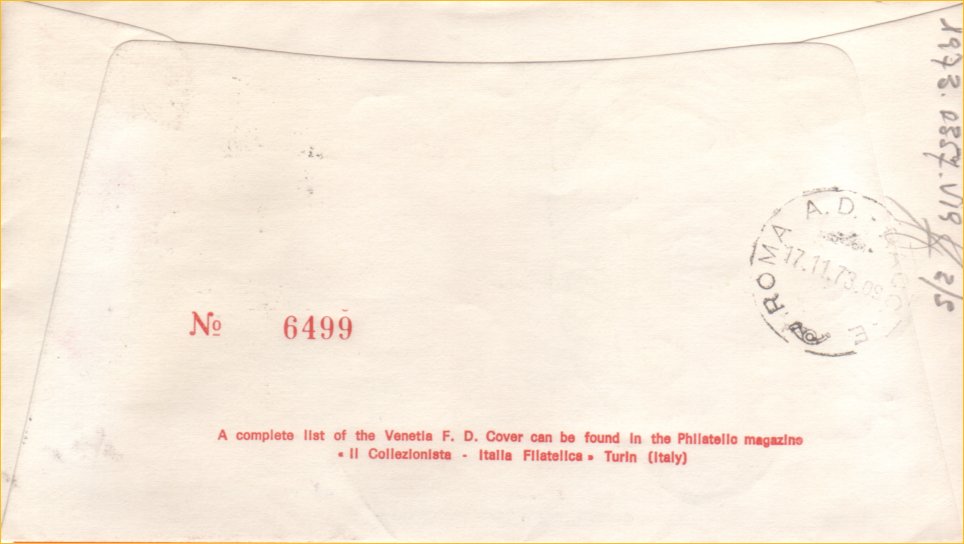 Nº 6499
A complete list of the Venetia F. D. Cover can be found in the Philatelic magazine
« Il Collezionista - Italia Filatelica » Turin (Italy)
ROMA A.D.
17.11.73.09